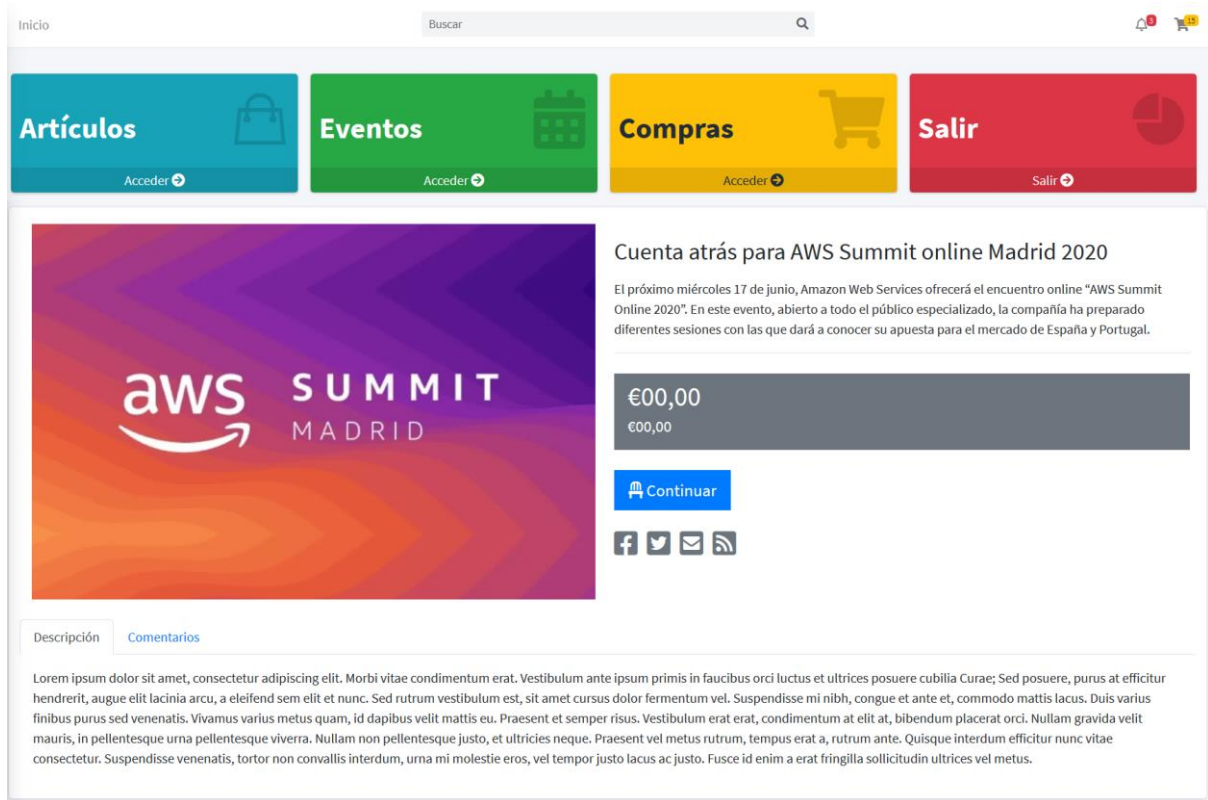 Inicio
Buscar
3
15
Artículos
Acceder
Eventos
Acceder
Compras
Acceder
Salir
Salir
aws SUMMIT
MADRID
Cuenta atrás para AWS Summit online Madrid 2020
El próximo miércoles 17 de junio, Amazon Web Services ofrecerá el encuentro online “AWS Summit
Online 2020”. En este evento, abierto a todo el público especializado, la compañía ha preparado
diferentes sesiones con las que dará a conocer su apuesta para el mercado de España y Portugal.
€00,00
€00,00
Continuar
Descripción
Comentarios
Lorem ipsum dolor sit amet, consectetur adipiscing elit. Morbi vitae condimentum erat. Vestibulum ante ipsum primis in faucibus orci luctus et ultrices posuere cubilia Curae; Sed posuere, purus at efficitur
hendrerit, augue elit lacinia arcu, a eleifend sem elit et nunc. Sed rutrum vestibulum est, sit amet cursus dolor fermentum vel. Suspendisse mi nibh, congue et ante et, commodo mattis lacus. Duis varius
finibus purus sed venenatis. Vivamus varius metus quam, id dapibus velit mattis eu. Praesent et semper risus. Vestibulum erat erat, condimentum at elit at, bibendum placerat orci. Nullam gravida velit
mauris, in pellentesque urna pellentesque viverra. Nullam non pellentesque justo, et ultricies neque. Praesent vel metus rutrum, tempus erat a, rutrum ante. Quisque interdum efficitur nunc vitae
consectetur. Suspendisse venenatis, tortor non convallis interdum, urna mi molestie eros, vel tempor justo lacus ac justo. Fusce id enim a erat fringilla sollicitudin ultrices vel metus.